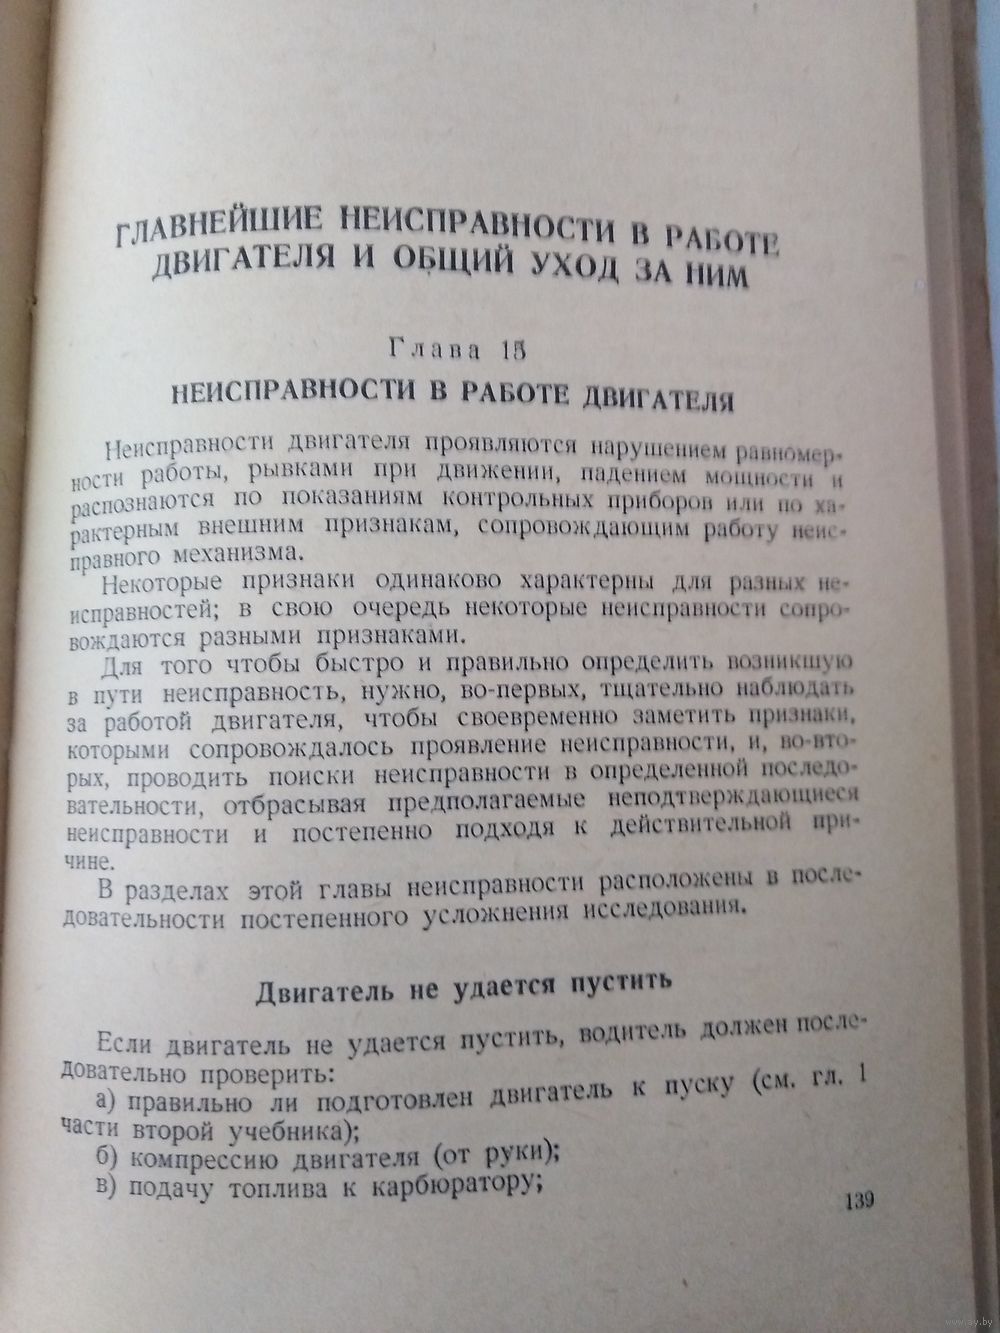 ГЛАВНЕЙШИЕ НЕИСПРАВНОСТИ В РАБОТЕ
ДВИГАТЕЛЯ И ОБЩИЙ УХОД ЗА НИМ
Глава 15
НЕИСПРАВНОСТИ В РАБОТЕ ДВИГАТЕЛЯ
Неисправности двигателя проявляются нарушением равномер-
ности работы, рывками при движении, падением мощности и
распознаются по показаниям контрольных приборов или по ха-
рактерным внешним признакам, сопровождающим работу неис-
правного механизма.
Некоторые признаки одинаково характерны для разных не-
исправностей; в свою очередь некоторые неисправности сопро-
вождаются разными признаками.
Для того чтобы быстро и правильно определить возникшую
в пути неисправность, нужно, во-первых, тщательно наблюдать
за работой двигателя, чтобы своевременно заметить признаки,
которыми сопровождалось проявление неисправности, и, во-вто-
рых, проводить поиски неисправности в определенной последо-
вательности, отбрасывая предполагаемые неподтверждающиеся
неисправности и постепенно подходя к действительной при-
чине.
В разделах этой главы неисправности расположены в после-
довательности постепенного усложнения исследования.
Двигатель не удается пустить
Если двигатель не удается пустить, водитель должен после-
довательно проверить:
а) правильно ли подготовлен двигатель к пуску (см. гл. 1
части второй учебника);
б) компрессию двигателя (от руки);
в) подачу топлива к карбюратору;
139
www.ay.by